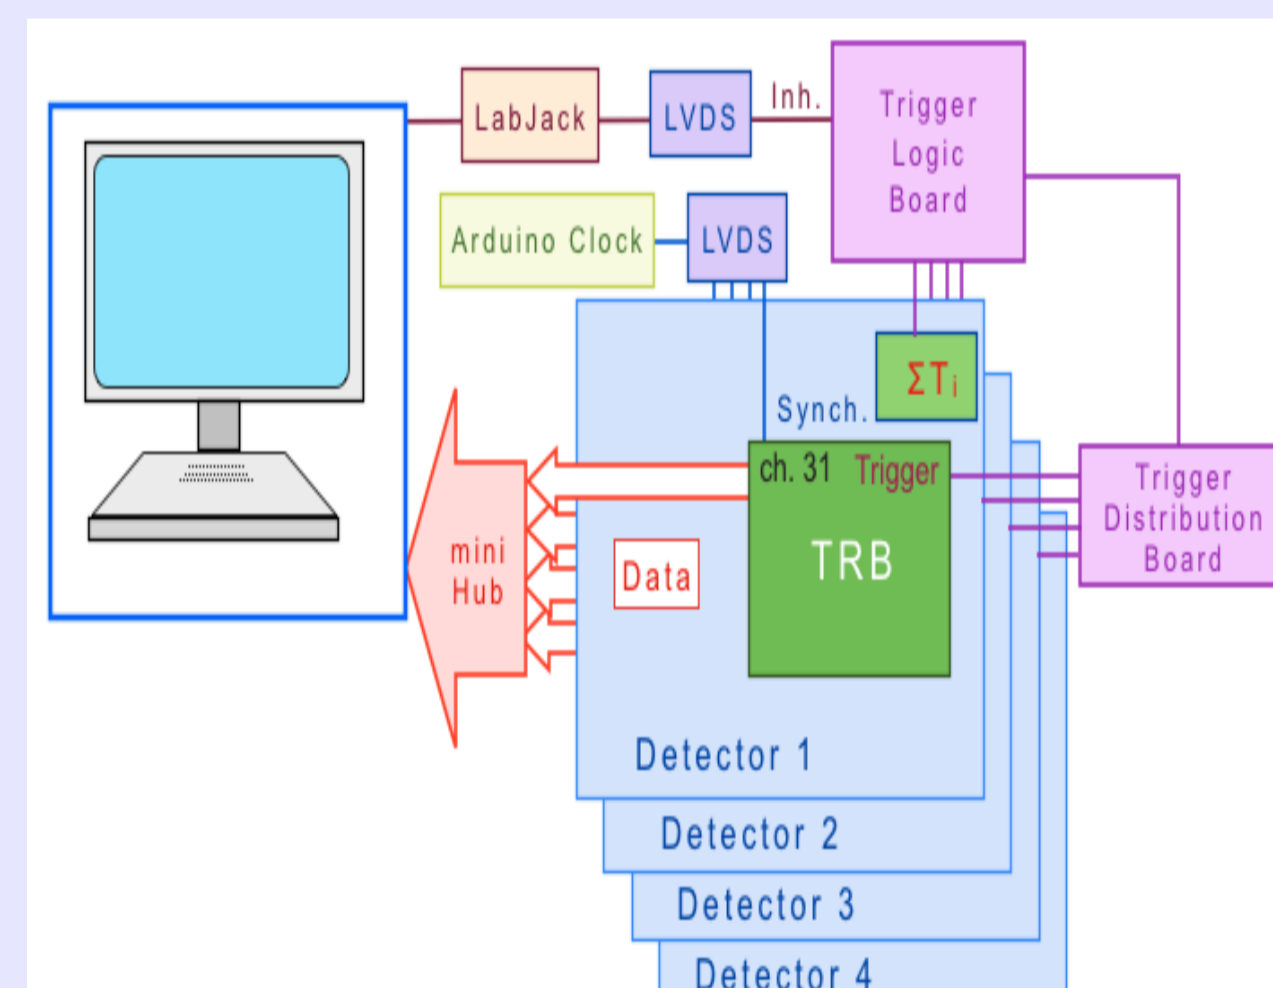 LabJack
LVDS
Inh.
Trigger
Logic
Board
Arduino Clock
LVDS
ΣTᵢ
Synch.
ch. 31
Trigger
TRB
Trigger
Distribution
Board
mini
Hub
Data
Detector 1
Detector 2
Detector 3
Detector 4